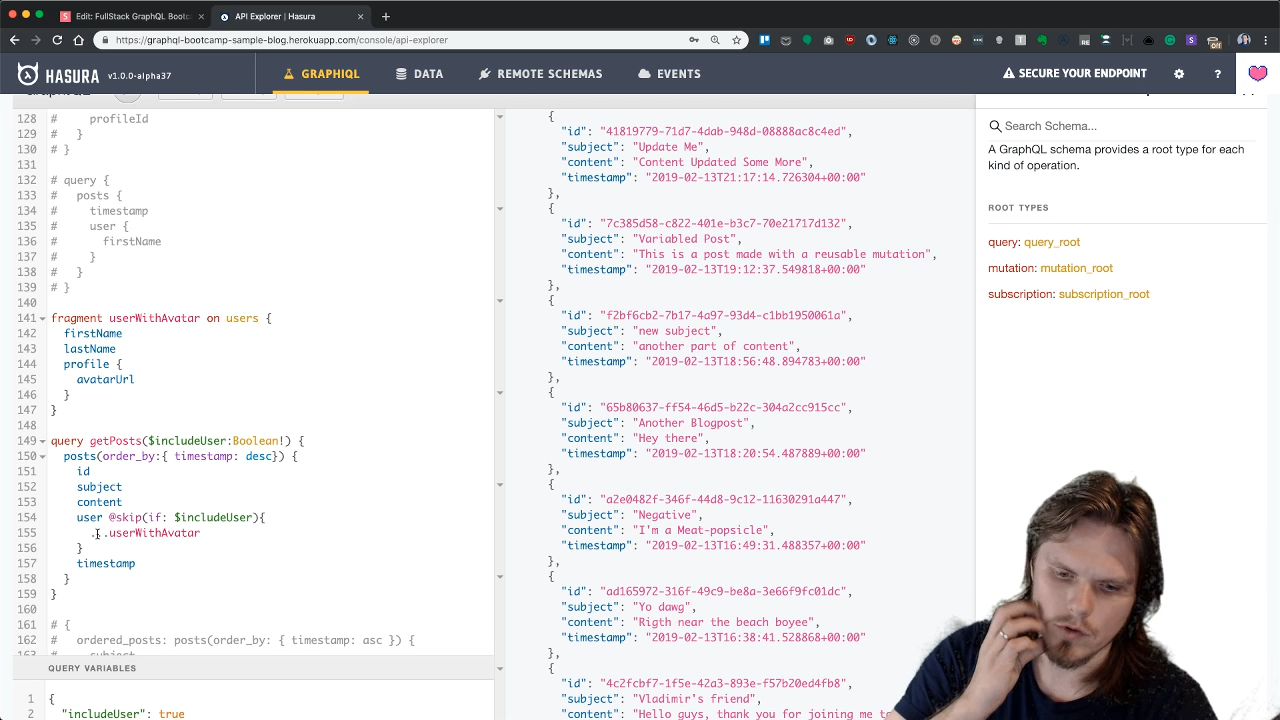 Edit: FullStack GraphQL Bootc
API Explorer | Hasura
https://graphql-bootcamp-sample-blog.herokuapp.com/console/api-explorer
HASURA v1.0.0-alpha37
GRAPHIQL
DATA
REMOTE SCHEMAS
EVENTS
SECURE YOUR ENDPOINT
?
128 # profileId
129 # }
130 # }
131
132 # query {
133 # posts {
134 # timestamp
135 # user {
136 # firstName
137 # }
138 # }
139 # }
140
141 fragment userWithAvatar on users {
142 firstName
143 lastName
144 profile {
145 avatarUrl
146 }
147 }
148
149 query getPosts($includeUser:Boolean!) {
150 posts(order_by:{ timestamp: desc}) {
151 id
152 subject
153 content
154 user @skip(if: $includeUser){
155 ...userWithAvatar
156 }
157 timestamp
158 }
159 }
160
161 # {
162 # ordered_posts: posts(order_by: { timestamp: asc }) {
QUERY VARIABLES
1 {
2 "includeUser": true
{
"id": "41819779-71d7-4dab-948d-08888ac8c4ed",
"subject": "Update Me",
"content": "Content Updated Some More",
"timestamp": "2019-02-13T21:17:14.726304+00:00"
},
{
"id": "7c385d58-c822-401e-b3c7-70e21717d132",
"subject": "Variabled Post",
"content": "This is a post made with a reusable mutation",
"timestamp": "2019-02-13T19:12:37.549818+00:00"
},
{
"id": "f2bf6cb2-7b17-4a97-93d4-c1bb1950061a",
"subject": "new subject",
"content": "another part of content",
"timestamp": "2019-02-13T18:56:48.894783+00:00"
},
{
"id": "65b80637-ff54-46d5-b22c-304a2cc915cc",
"subject": "Another Blogpost",
"content": "Hey there",
"timestamp": "2019-02-13T18:20:54.487889+00:00"
},
{
"id": "a2e0482f-346f-44d8-9c12-11630291a447",
"subject": "Negative",
"content": "I'm a Meat-popsicle",
"timestamp": "2019-02-13T16:49:31.488357+00:00"
},
{
"id": "ad165972-316f-49c9-be8a-3e66f9fc01dc",
"subject": "Yo dawg",
"content": "Rigth near the beach boyee",
"timestamp": "2019-02-13T16:38:41.528868+00:00"
},
{
"id": "4c2fcbf7-1f5e-42a3-893e-f57b20ed4fb8",
"subject": "Vladimir's friend",
"content": "Hello guys, thank you for joining me to
Search Schema...
A GraphQL schema provides a root type for each
kind of operation.
ROOT TYPES
query: query_root
mutation: mutation_root
subscription: subscription_root